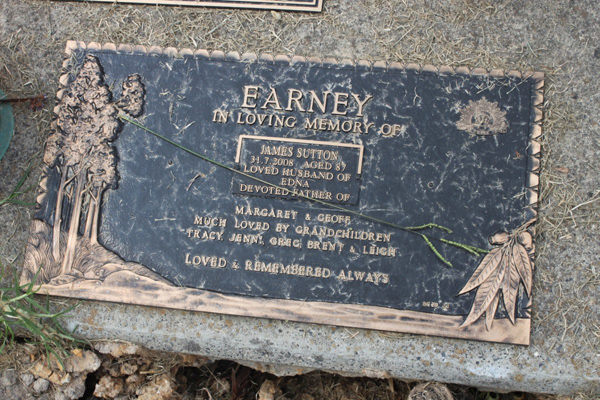 EARNEY
IN LOVING MEMORY OF
JAMES SUTTON
31.7.2008 AGED 87
LOVED HUSBAND OF
EDNA
DEVOTED FATHER OF
MARGARET & GEOFF
MUCH LOVED BY GRANDCHILDREN
TRACY, JENNI, GREG, BRENT & LEIGH
LOVED & REMEMBERED ALWAYS